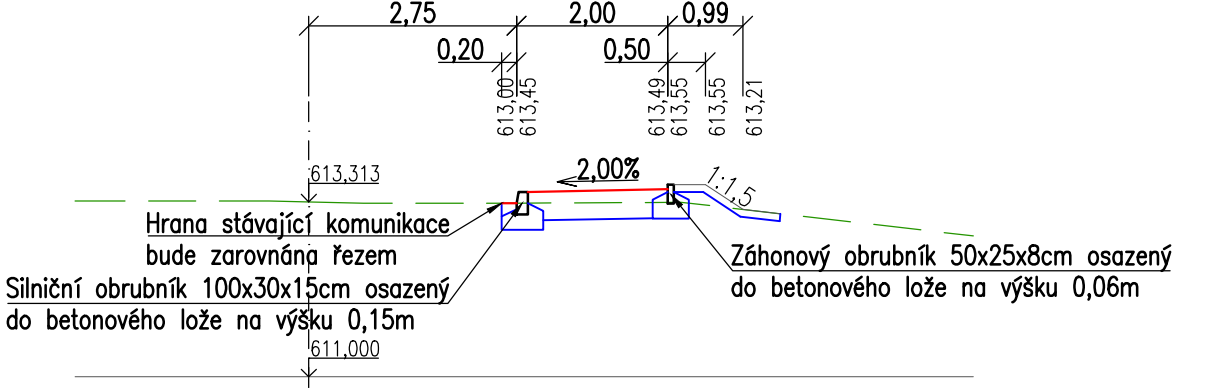 2,75 2,00 0,99
0,20 0,50
613,00 613,45 613,49 613,55 613,55 613,21
613,313
2,00%
1:1,5
Hrana stávající komunikace
bude zarovnána řezem
Silniční obrubník 100x30x15cm osazený
do betonového lože na výšku 0,15m
Záhonový obrubník 50x25x8cm osazený
do betonového lože na výšku 0,06m
611,000